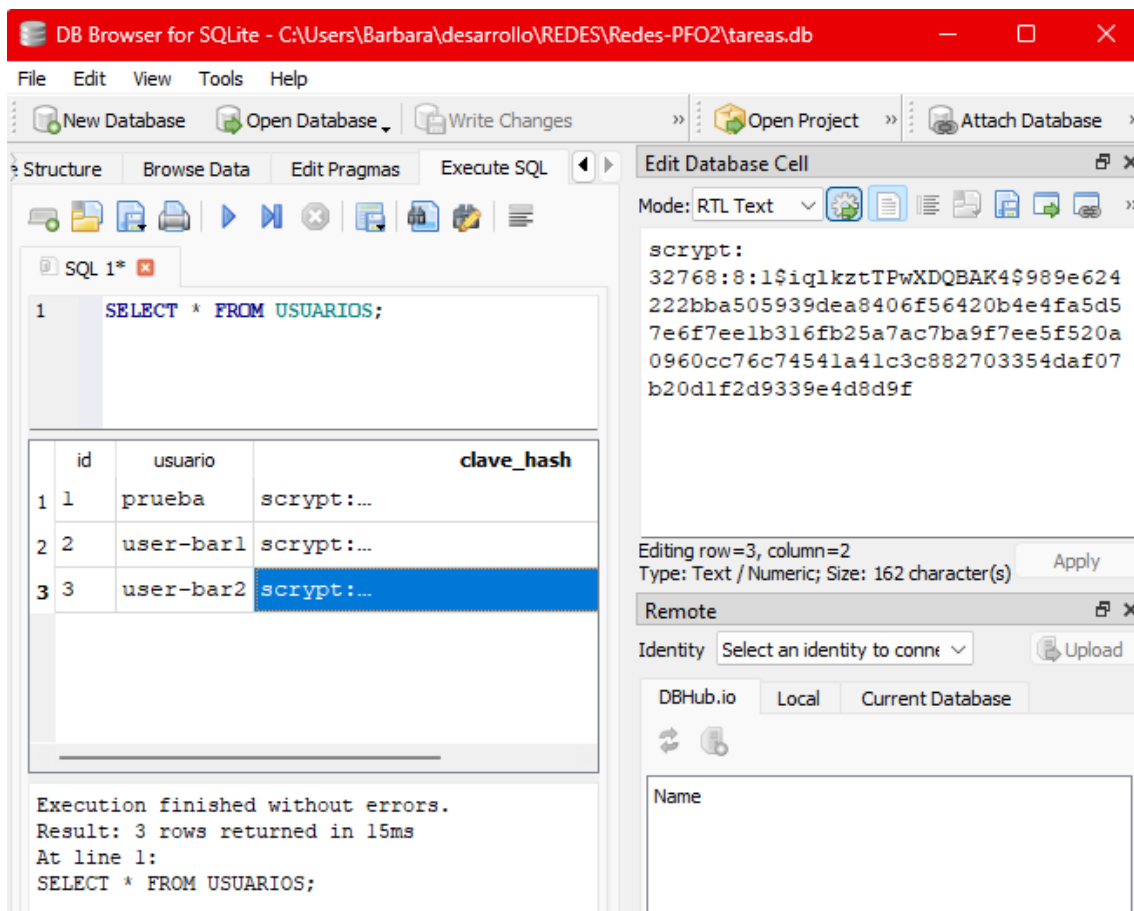 DB Browser for SQLite - C:\Users\Barbara\desarrollo\REDES\Redes-PFO2\tareas.db
File Edit View Tools Help
New Database Open Database Write Changes » Open Project » Attach Database
e Structure Browse Data Edit Pragmas Execute SQL
SQL 1*
1 SELECT * FROM USUARIOS;
id usuario clave_hash
1 1 prueba scrypt:…
2 2 user-bar1 scrypt:…
3 3 user-bar2 scrypt:…
Execution finished without errors.
Result: 3 rows returned in 15ms
At line 1:
SELECT * FROM USUARIOS;
Edit Database Cell
Mode: RTL Text »
scrypt:
32768:8:1$iqlkztTPwXDQBAK4$989e624
222bba505939dea8406f56420b4e4fa5d5
7e6f7ee1b316fb25a7ac7ba9f7ee5f520a
0960cc76c74541a41c3c882703354daf07
b20d1f2d9339e4d8d9f
Editing row=3, column=2
Type: Text / Numeric; Size: 162 character(s)
Apply
Remote
Identity Select an identity to conne Upload
DBHub.io Local Current Database
Name